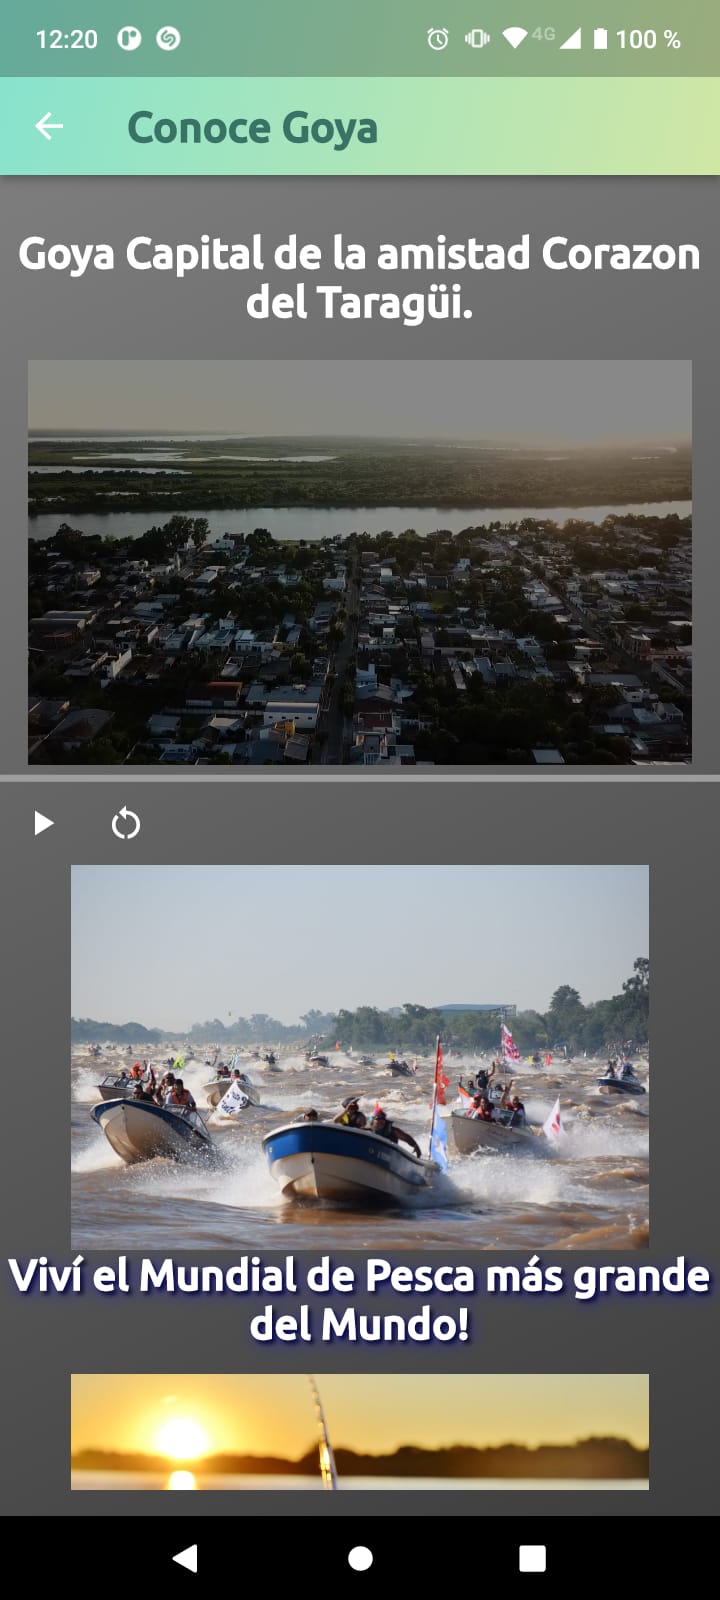 12:20 4G 100 %
Conoce Goya
Goya Capital de la amistad Corazon
del Taragüi.
Viví el Mundial de Pesca más grande
del Mundo!